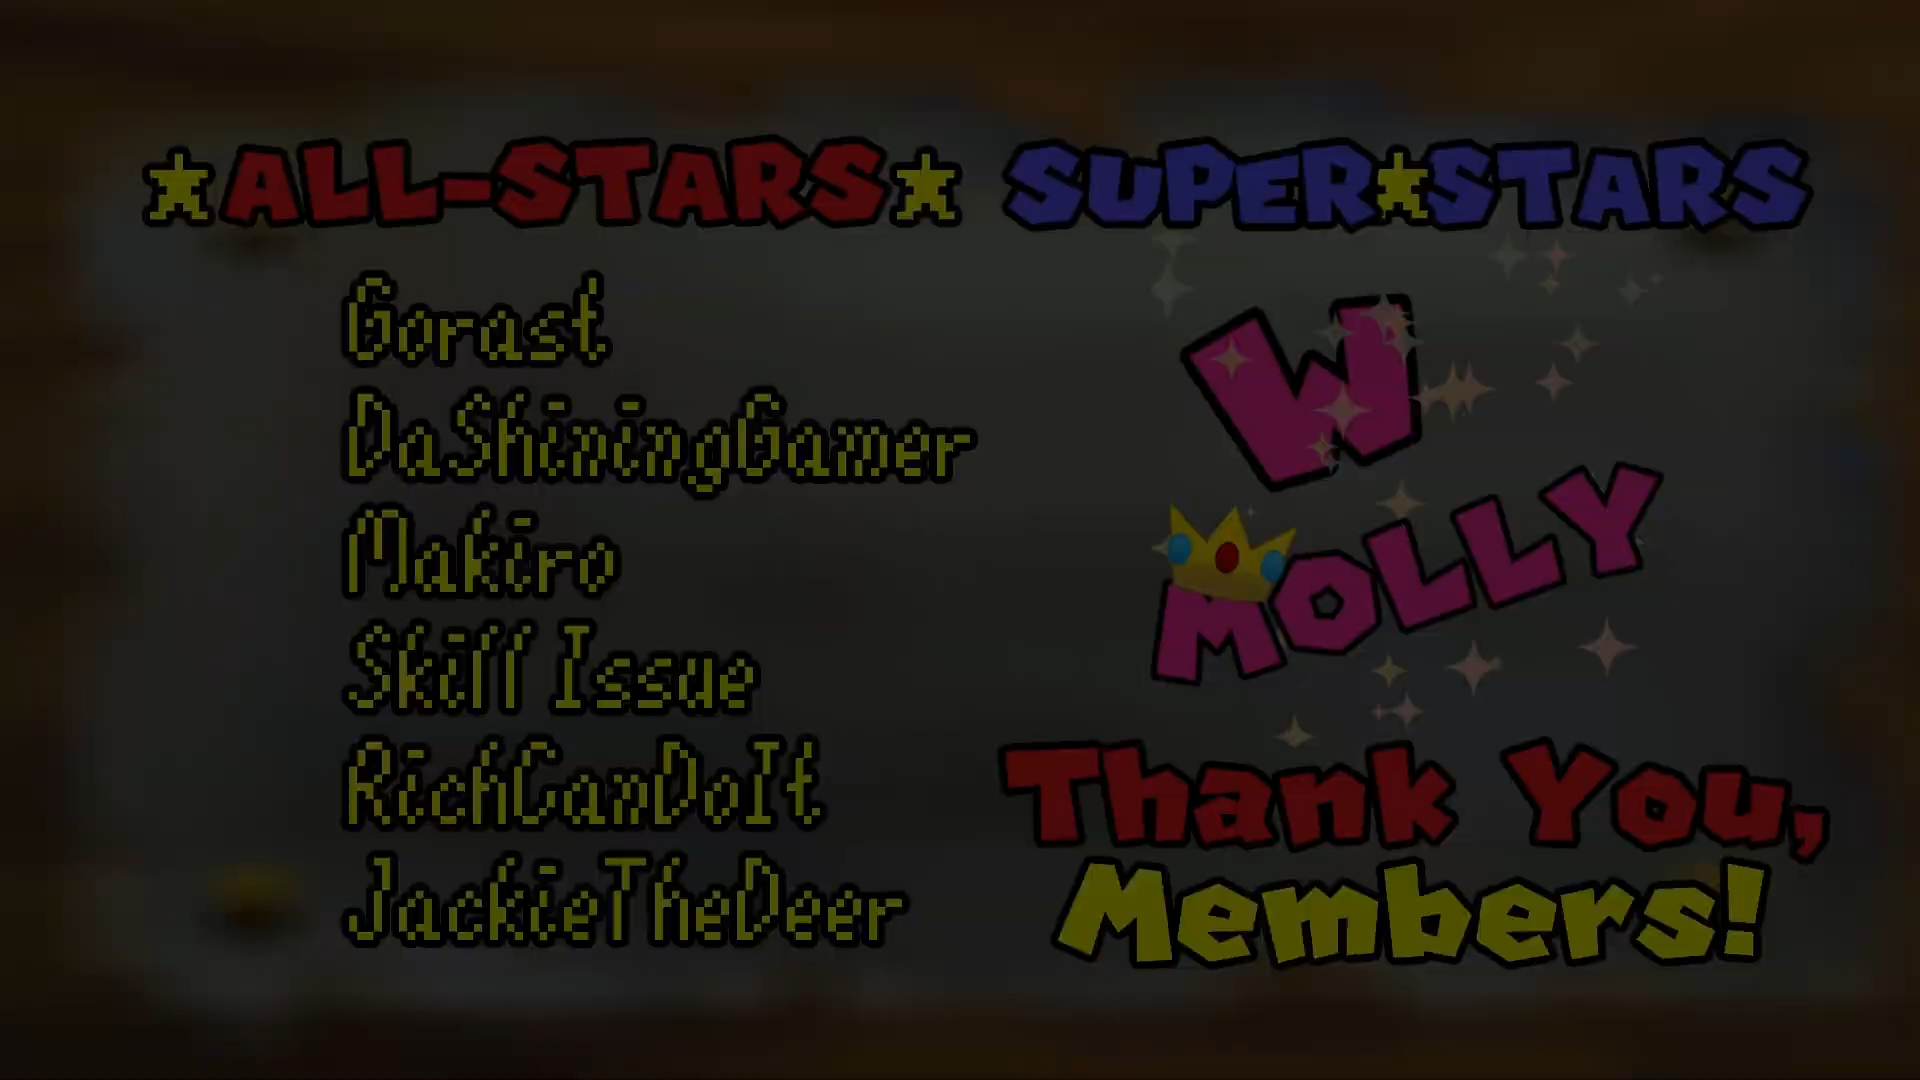 ALL-STARS
Gorast
DaShiningGamer
Makiro
Skill Issue
RichCanDoIt
JackieTheDeer
SUPER STARS
W
MOLLY
Thank You,
Members!